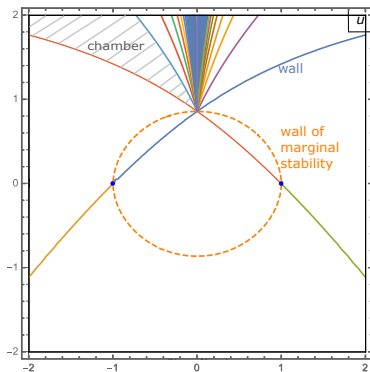 u
chamber
wall
wall of
marginal
stability
2
1
0
−1
−2
−2
−1
0
1
2